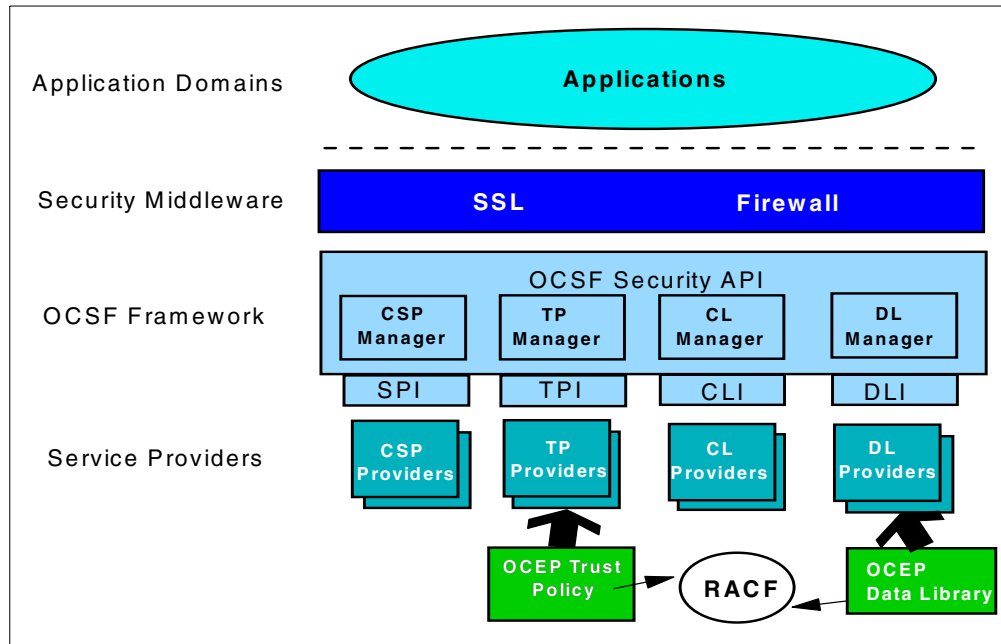 Application Domains
Applications
Security Middleware
SSL
Firewall
OCSF Security API
OCSF Framework
CSP
Manager
TP
Manager
CL
Manager
DL
Manager
SPI
TPI
CLI
DLI
Service Providers
CSP
Providers
TP
Providers
CL
Providers
DL
Providers
OCEP Trust
Policy
RACF
OCEP
Data Library